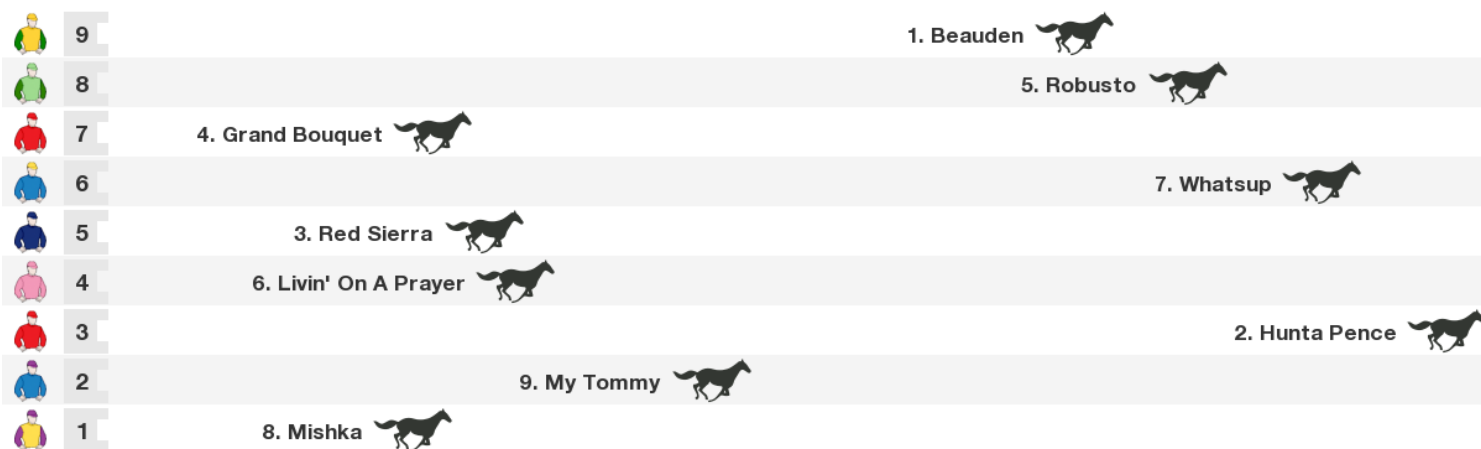 9 1. Beauden
8 5. Robusto
7 4. Grand Bouquet
6 7. Whatsup
5 3. Red Sierra
4 6. Livin' On A Prayer
3 2. Hunta Pence
2 9. My Tommy
1 8. Mishka